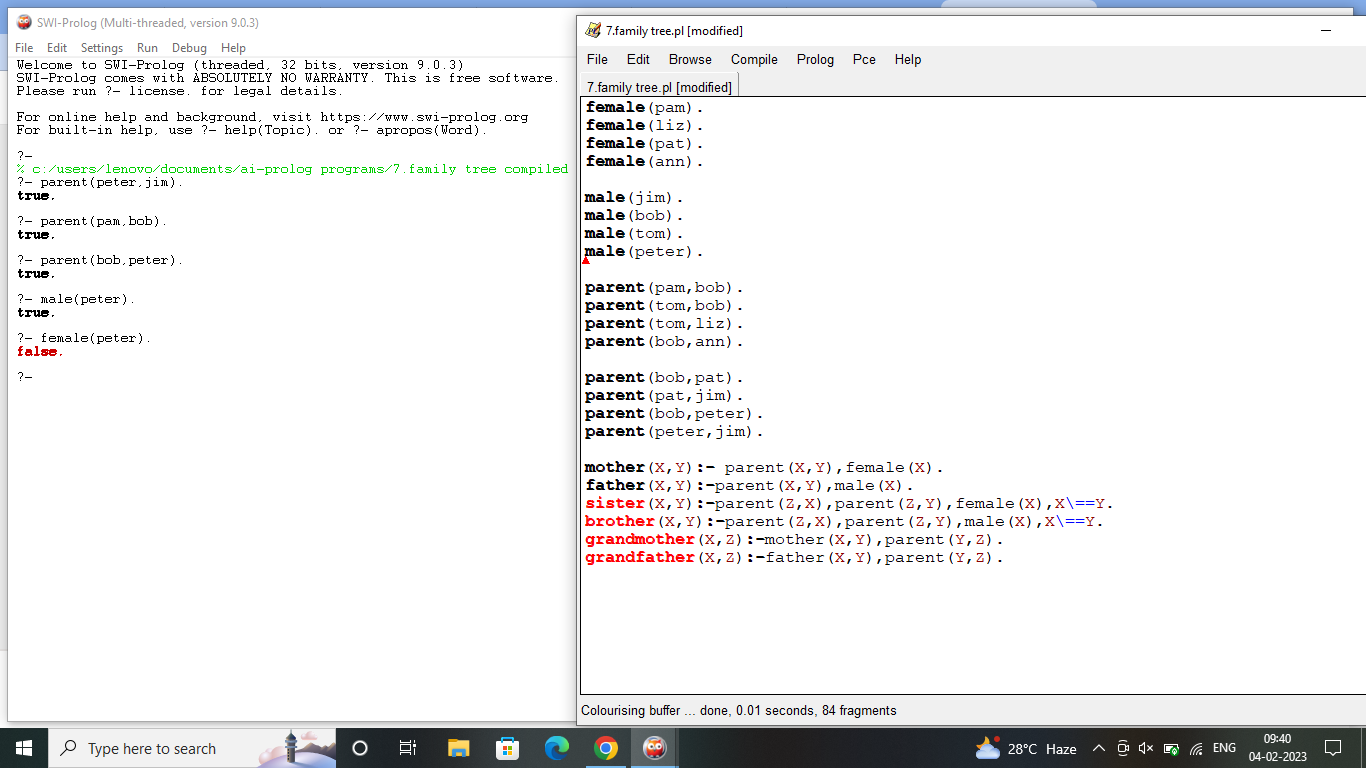 SWI-Prolog (Multi-threaded, version 9.0.3)
File Edit Settings Run Debug Help
Welcome to SWI-Prolog (threaded, 32 bits, version 9.0.3)
SWI-Prolog comes with ABSOLUTELY NO WARRANTY. This is free software.
Please run ?- license. for legal details.
For online help and background, visit https://www.swi-prolog.org
For built-in help, use ?- help(Topic). or ?- apropos(Word).
?-
% c:/users/lenovo/documents/ai-prolog programs/7.family tree compiled
?- parent(peter,jim).
true.
?- parent(pam,bob).
true.
?- parent(bob,peter).
true.
?- male(peter).
true.
?- female(peter).
false.
?-
7.family tree.pl [modified]
File Edit Browse Compile Prolog Pce Help
7.family tree.pl [modified]
female(pam).
female(liz).
female(pat).
female(ann).
male(jim).
male(bob).
male(tom).
male(peter).
parent(pam,bob).
parent(tom,bob).
parent(tom,liz).
parent(bob,ann).
parent(bob,pat).
parent(pat,jim).
parent(bob,peter).
parent(peter,jim).
mother(X,Y):- parent(X,Y),female(X).
father(X,Y):-parent(X,Y),male(X).
sister(X,Y):-parent(Z,X),parent(Z,Y),female(X),X\==Y.
brother(X,Y):-parent(Z,X),parent(Z,Y),male(X),X\==Y.
grandmother(X,Z):-mother(X,Y),parent(Y,Z).
grandfather(X,Z):-father(X,Y),parent(Y,Z).
Colourising buffer ... done, 0.01 seconds, 84 fragments
Type here to search
28°C Haze
ENG
09:40
04-02-2023